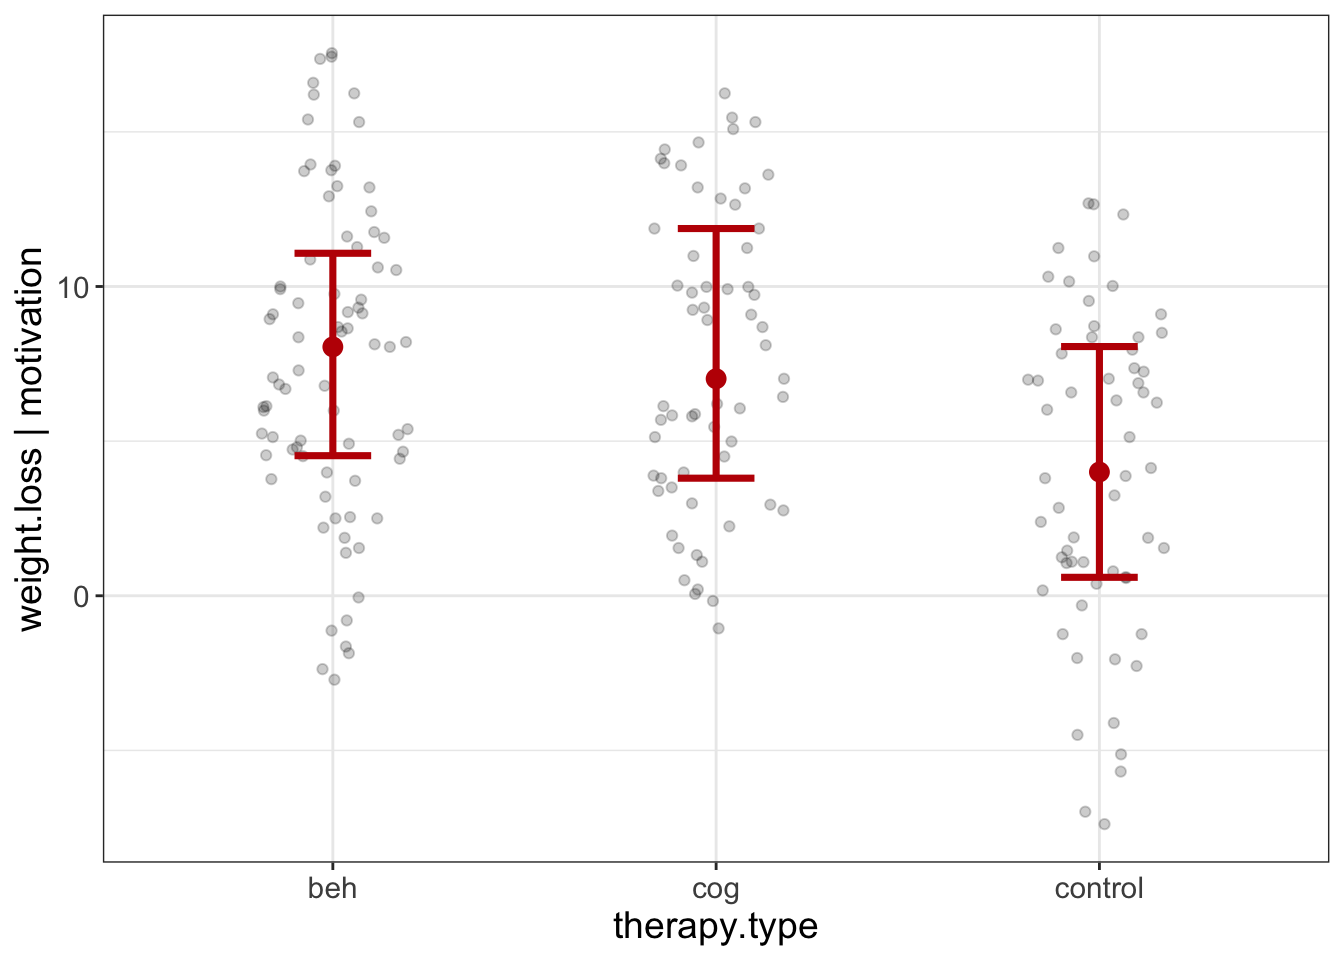 weight.loss | motivation
10
0
beh cog control
therapy.type